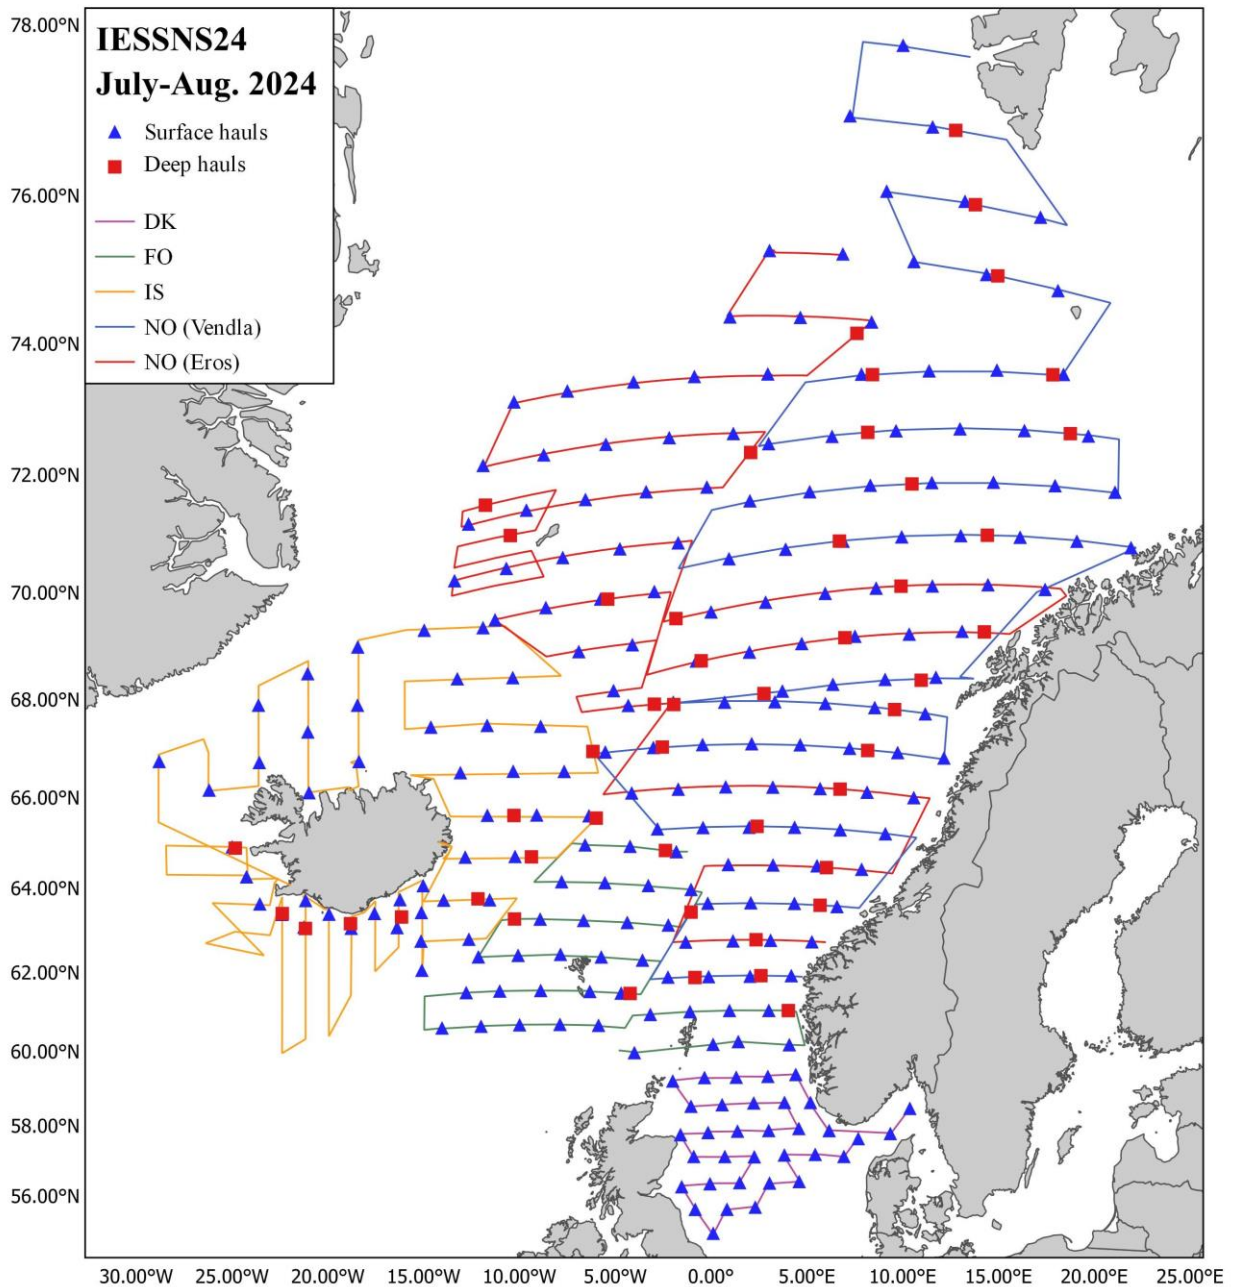 IESSNS24
July-Aug. 2024
Surface hauls
Deep hauls
DK
FO
IS
NO (Vendla)
NO (Eros)
78.00°N
76.00°N
74.00°N
72.00°N
70.00°N
68.00°N
66.00°N
64.00°N
62.00°N
60.00°N
58.00°N
56.00°N
30.00°W 25.00°W 20.00°W 15.00°W 10.00°W 5.00°W 0.00° 5.00°E 10.00°E 15.00°E 20.00°E 25.00°E